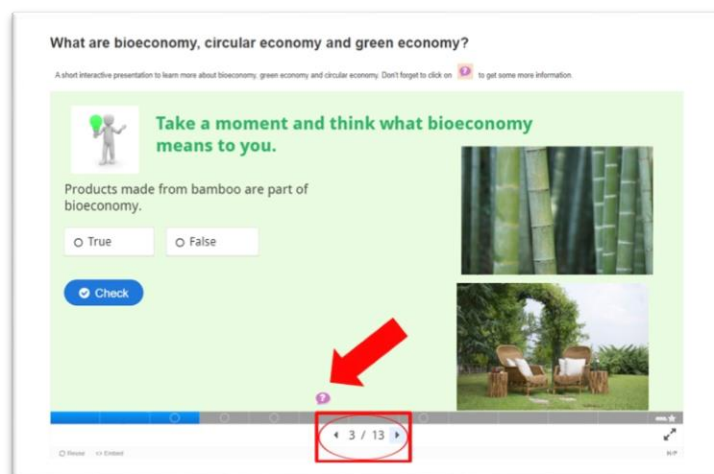 What are bioeconomy, circular economy and green economy?
A short interactive presentation to learn more about bioeconomy, green economy and circular economy. Don't forget to click on ? to get some more information
Take a moment and think what bioeconomy
means to you.
Products made from bamboo are part of
bioeconomy.
True
False
Check
?
3 / 13
Reuse <> Embed
H-P